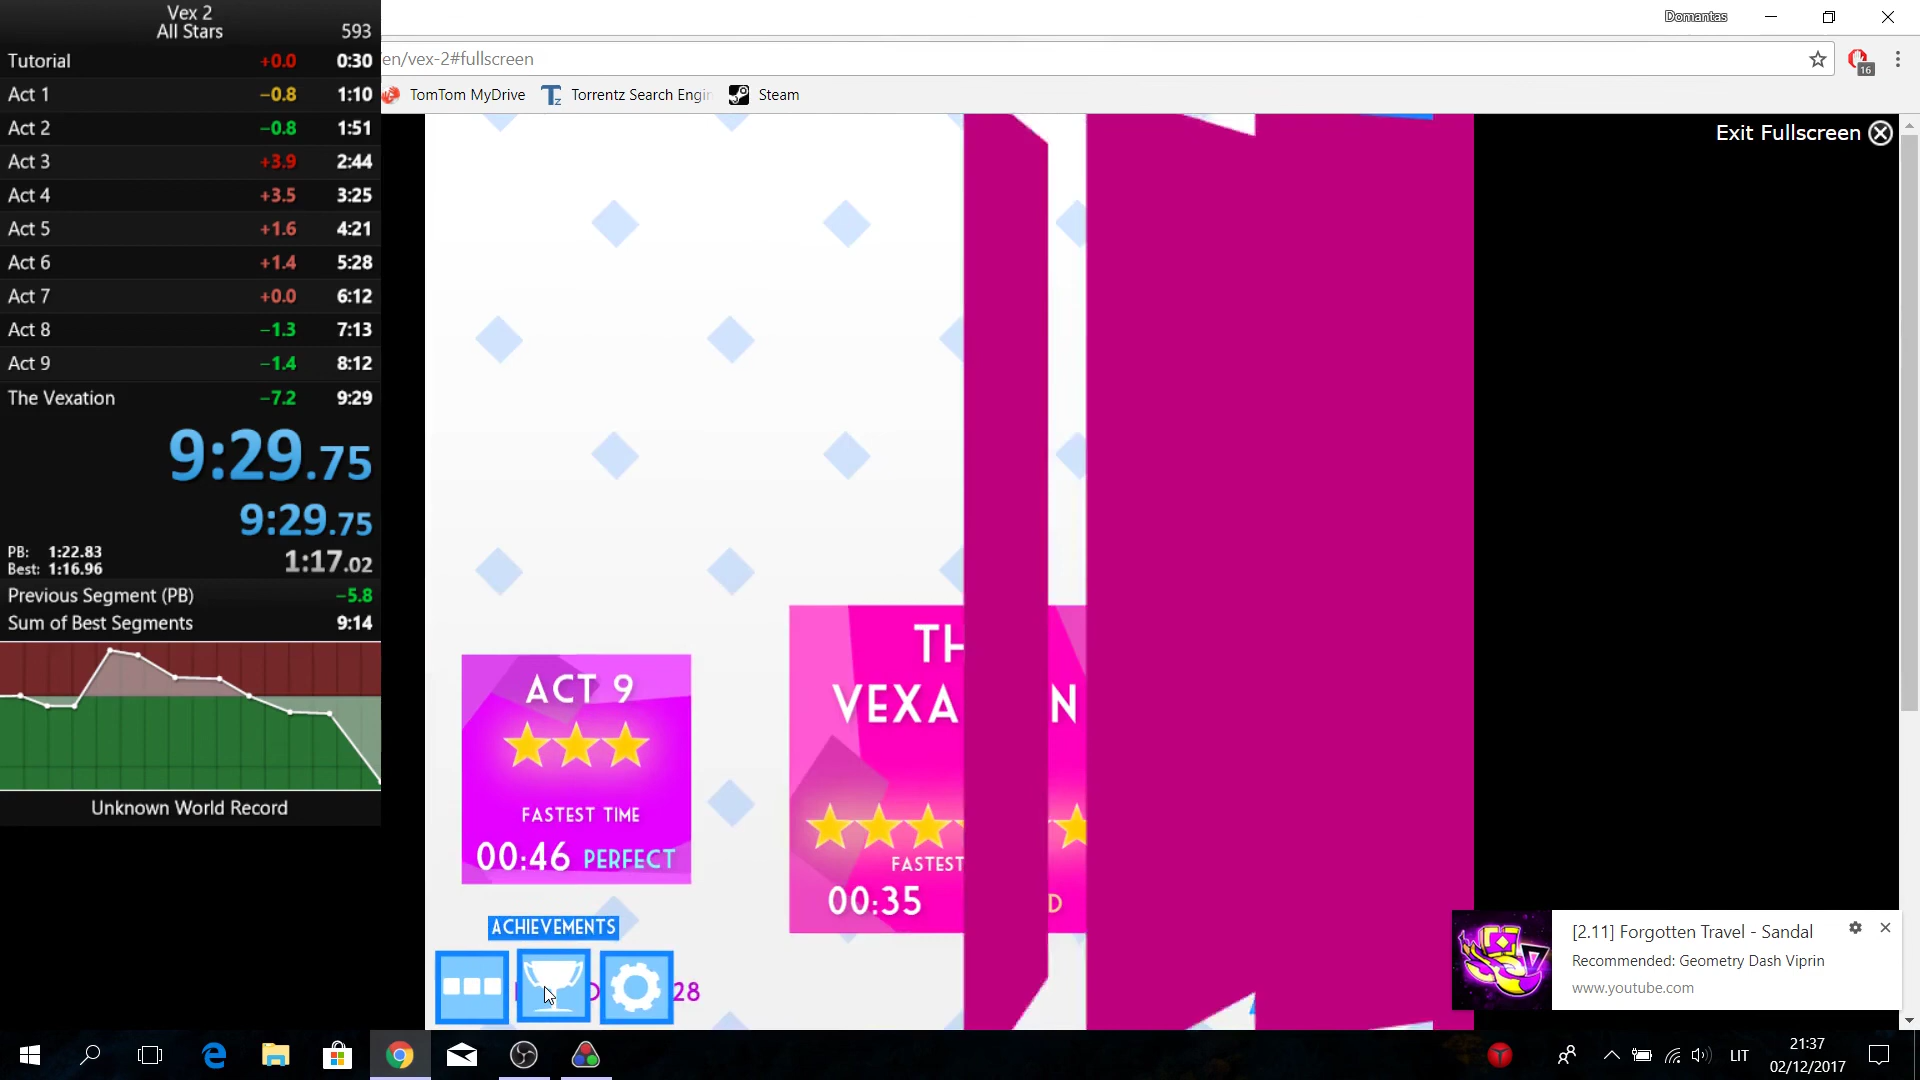 Vex 2
All Stars
593
Tutorial +0.0 0:30
Act 1 −0.8 1:10
Act 2 −0.8 1:51
Act 3 +3.9 2:44
Act 4 +3.5 3:25
Act 5 +1.6 4:21
Act 6 +1.4 5:28
Act 7 +0.0 6:12
Act 8 −1.3 7:13
Act 9 −1.4 8:12
The Vexation −7.2 9:29
9:29.75
9:29.75
PB: 1:22.83
Best: 1:16.96
1:17.02
Previous Segment (PB) −5.8
Sum of Best Segments 9:14
Unknown World Record
Domantas
en/vex-2#fullscreen
16
TomTom MyDrive
Torrentz Search Engin
Steam
Exit Fullscreen
ACT 9
FASTEST TIME
00:46 PERFECT
TH
VEXA N
FASTEST
00:35 D
ACHIEVEMENTS
28
[2.11] Forgotten Travel - Sandal
Recommended: Geometry Dash Viprin
www.youtube.com
LIT
21:37
02/12/2017